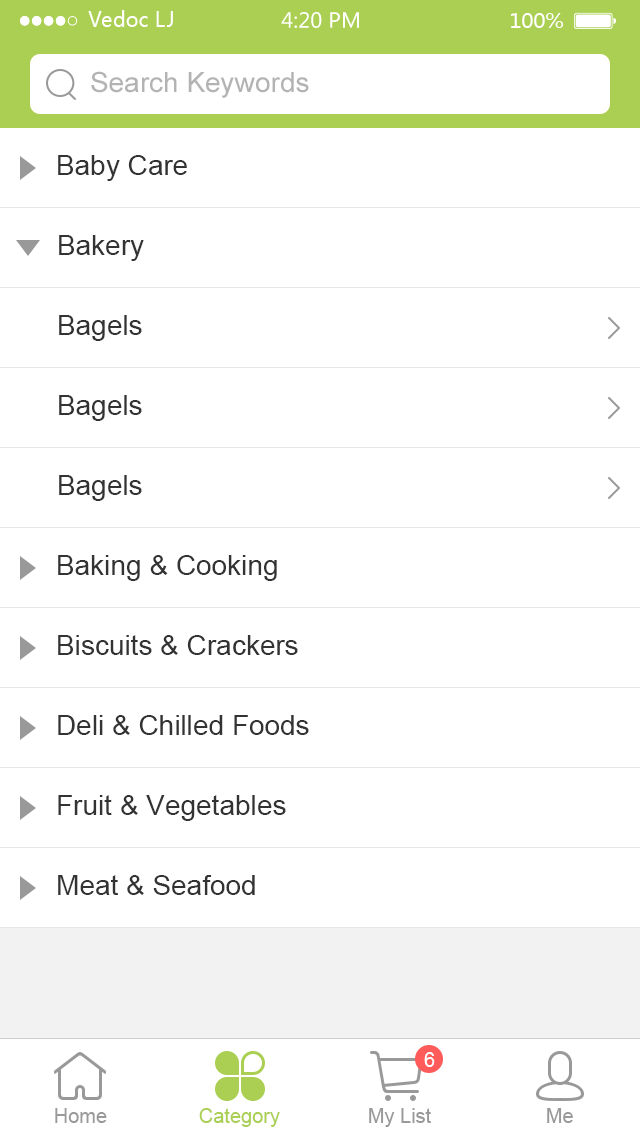 Vedoc LJ 4:20 PM 100%
Search Keywords
Baby Care
Bakery
Bagels
Bagels
Bagels
Baking & Cooking
Biscuits & Crackers
Deli & Chilled Foods
Fruit & Vegetables
Meat & Seafood
6
Home Category My List Me